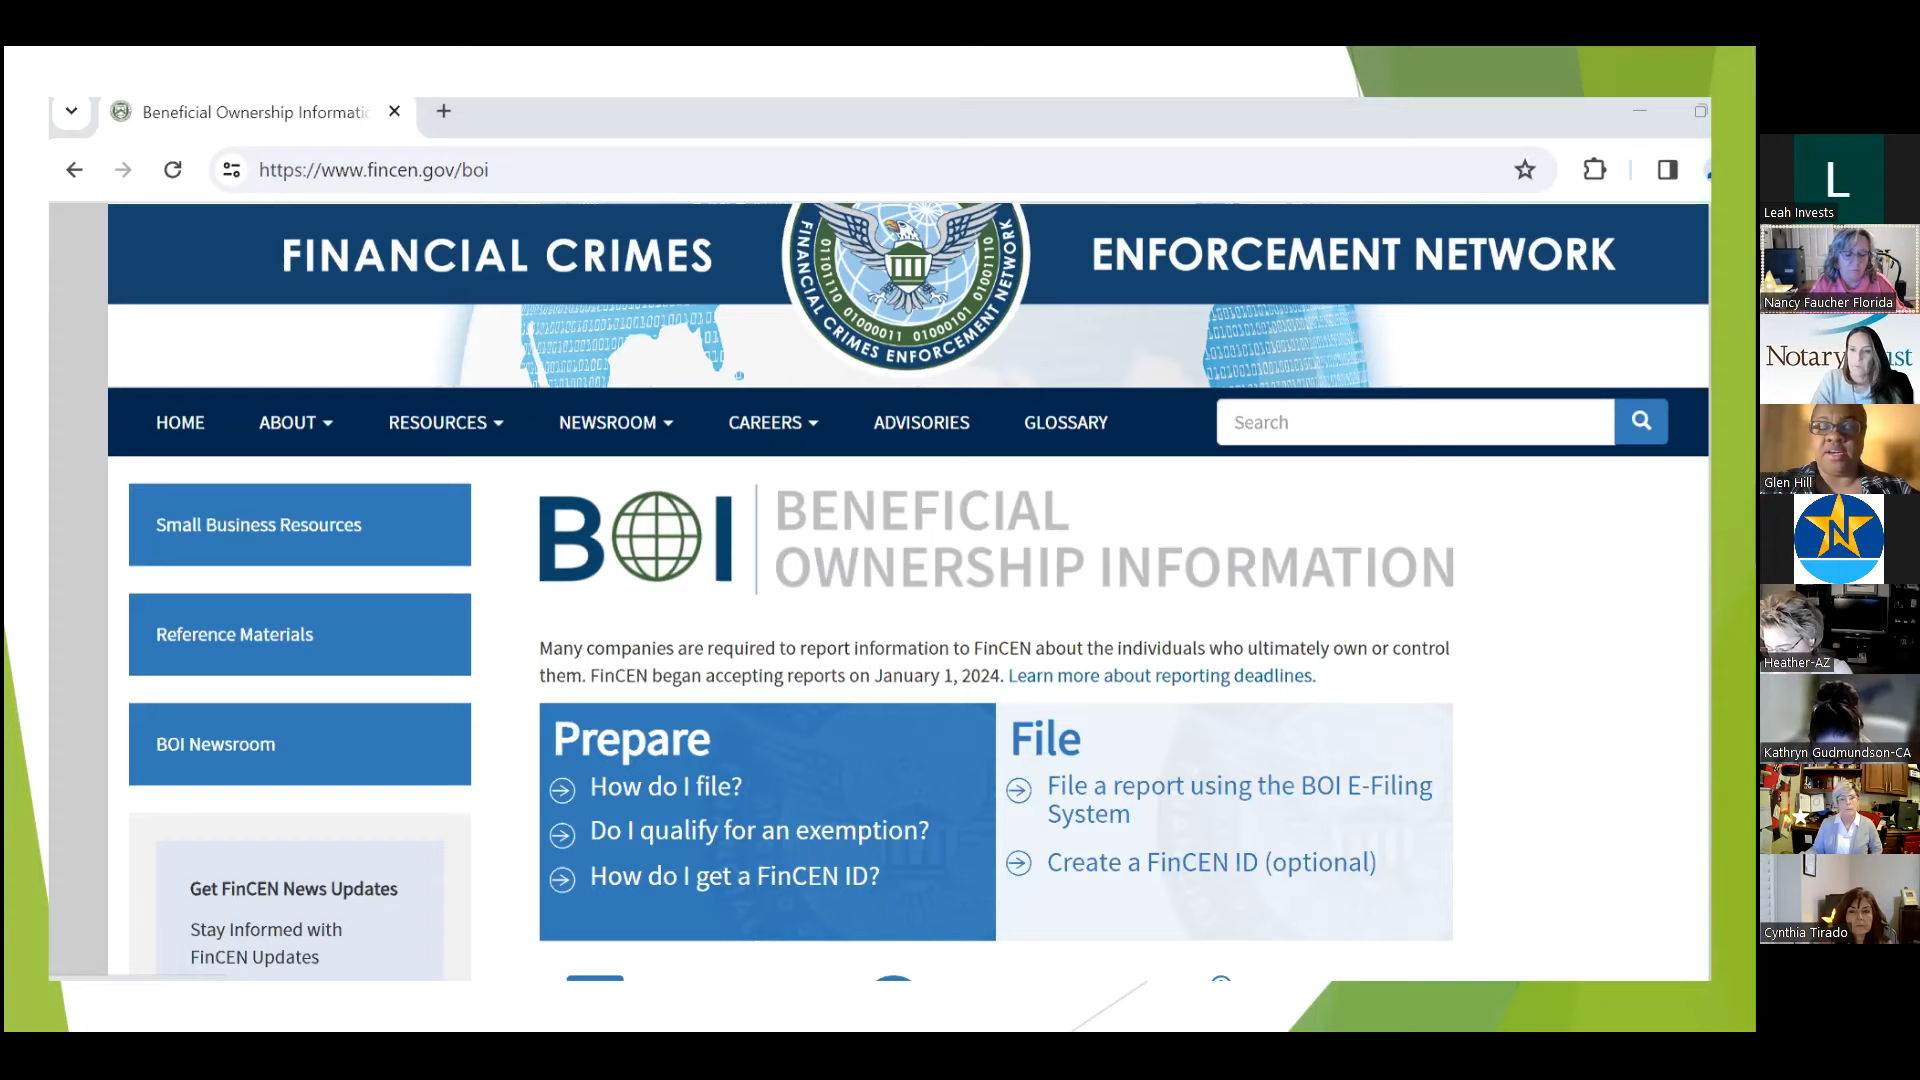 Beneficial Ownership Informatio
https://www.fincen.gov/boi
FINANCIAL CRIMES
ENFORCEMENT NETWORK
FINANCIAL CRIMES ENFORCEMENT NETWORK
01101110 01000011 01000101 01001110
HOME
ABOUT
RESOURCES
NEWSROOM
CAREERS
ADVISORIES
GLOSSARY
Search
Small Business Resources
Reference Materials
BOI Newsroom
Get FinCEN News Updates
Stay Informed with
FinCEN Updates
BOI
BENEFICIAL
OWNERSHIP INFORMATION
Many companies are required to report information to FinCEN about the individuals who ultimately own or control
them. FinCEN began accepting reports on January 1, 2024. Learn more about reporting deadlines.
Prepare
How do I file?
Do I qualify for an exemption?
How do I get a FinCEN ID?
File
File a report using the BOI E-Filing
System
Create a FinCEN ID (optional)
L
Leah Invests
Nancy Faucher Florida
Notary
Glen Hill
N
Heather-AZ
Kathryn Gudmundson-CA
Cynthia Tirado